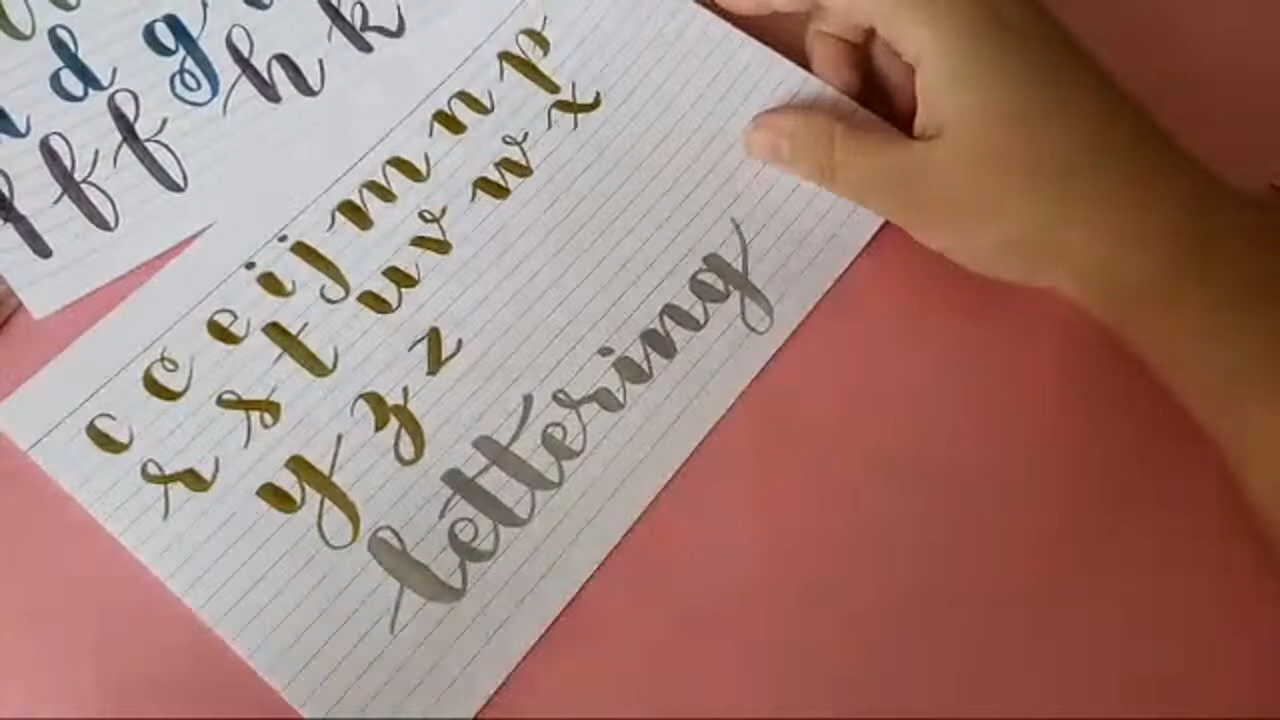 d g
f f h k
c c e i j m n p
r s t u v w x
y z z
lettering